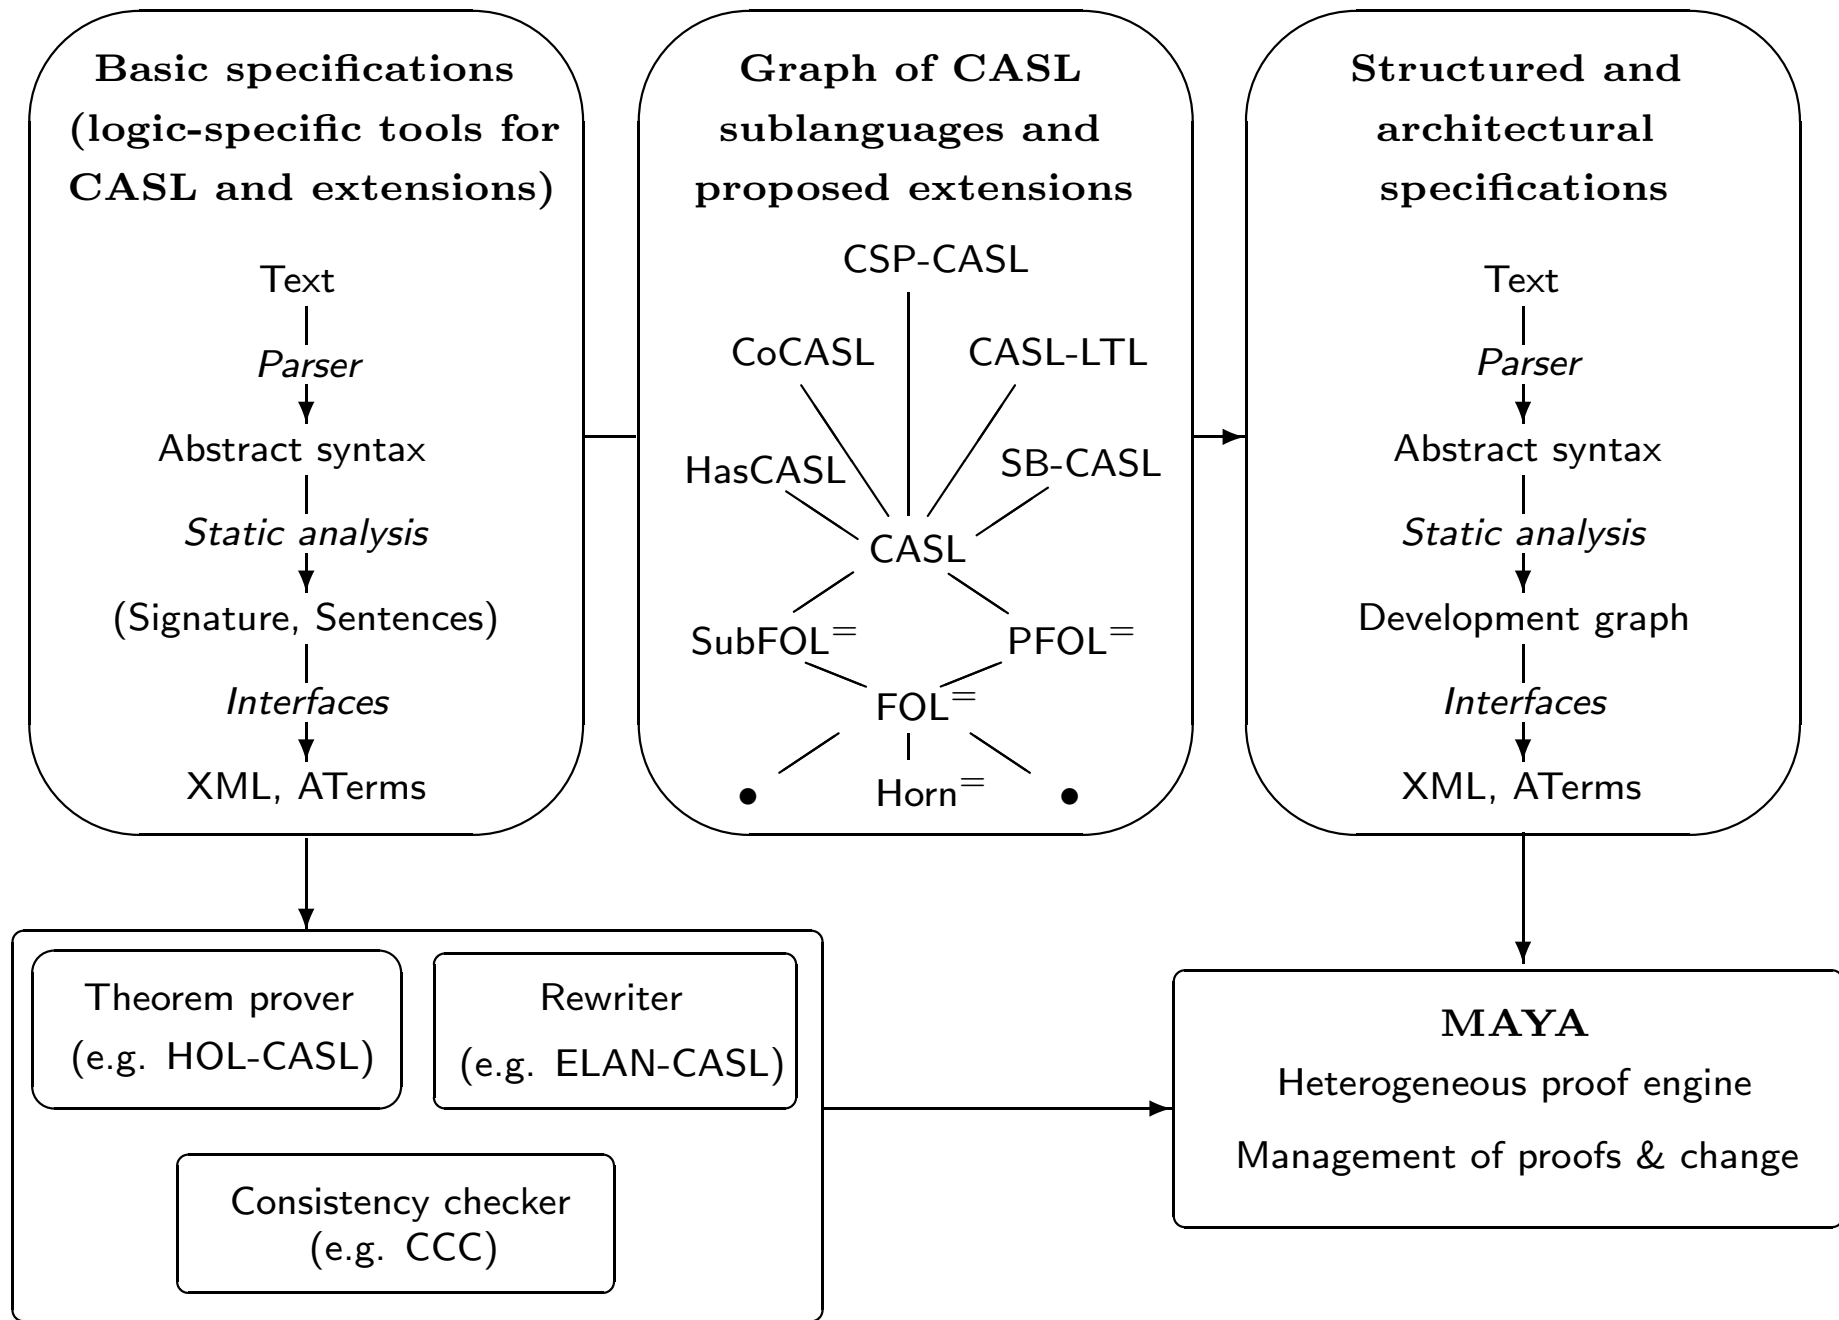 Basic specifications
(logic-specific tools for
CASL and extensions)
Text
Parser
Abstract syntax
Static analysis
(Signature, Sentences)
Interfaces
XML, ATerms
Graph of CASL
sublanguages and
proposed extensions
CSP-CASL
CoCASL
CASL-LTL
HasCASL
SB-CASL
CASL
SubFOL=
PFOL=
FOL=
Horn=
Structured and
architectural
specifications
Text
Parser
Abstract syntax
Static analysis
Development graph
Interfaces
XML, ATerms
Theorem prover
(e.g. HOL-CASL)
Rewriter
(e.g. ELAN-CASL)
Consistency checker
(e.g. CCC)
MAYA
Heterogeneous proof engine
Management of proofs & change